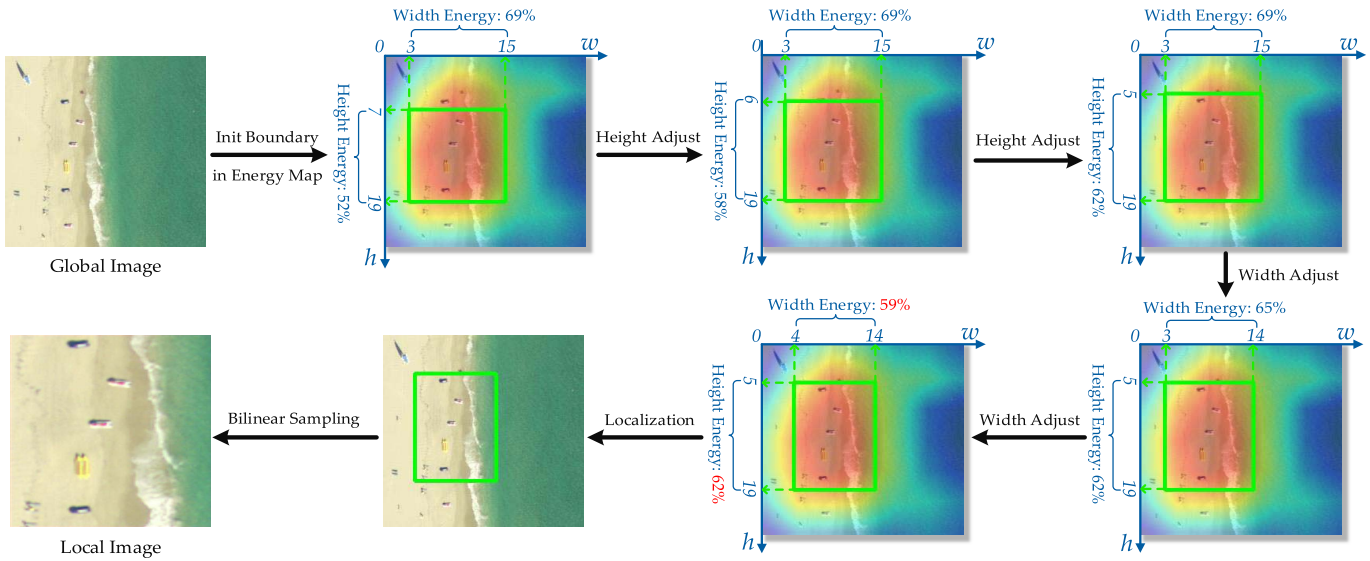 Width Energy: 69%
0 3 15 w
Height Energy: 52%
7
19
h
Global Image
Init Boundary
in Energy Map
Height Adjust
Width Energy: 69%
0 3 15 w
Height Energy: 58%
6
19
h
Height Adjust
Width Energy: 69%
0 3 15 w
Height Energy: 62%
5
19
h
Width Adjust
Width Energy: 65%
0 3 14 w
Height Energy: 62%
5
19
h
Width Adjust
Width Energy: 59%
0 4 14 w
Height Energy: 62%
5
19
h
Localization
Bilinear Sampling
Local Image